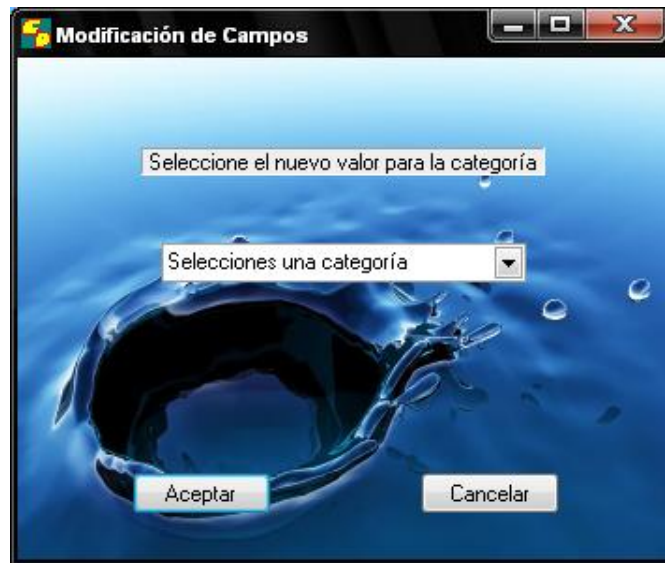 Modificación de Campos
Seleccione el nuevo valor para la categoría
Selecciones una categoría
Aceptar
Cancelar